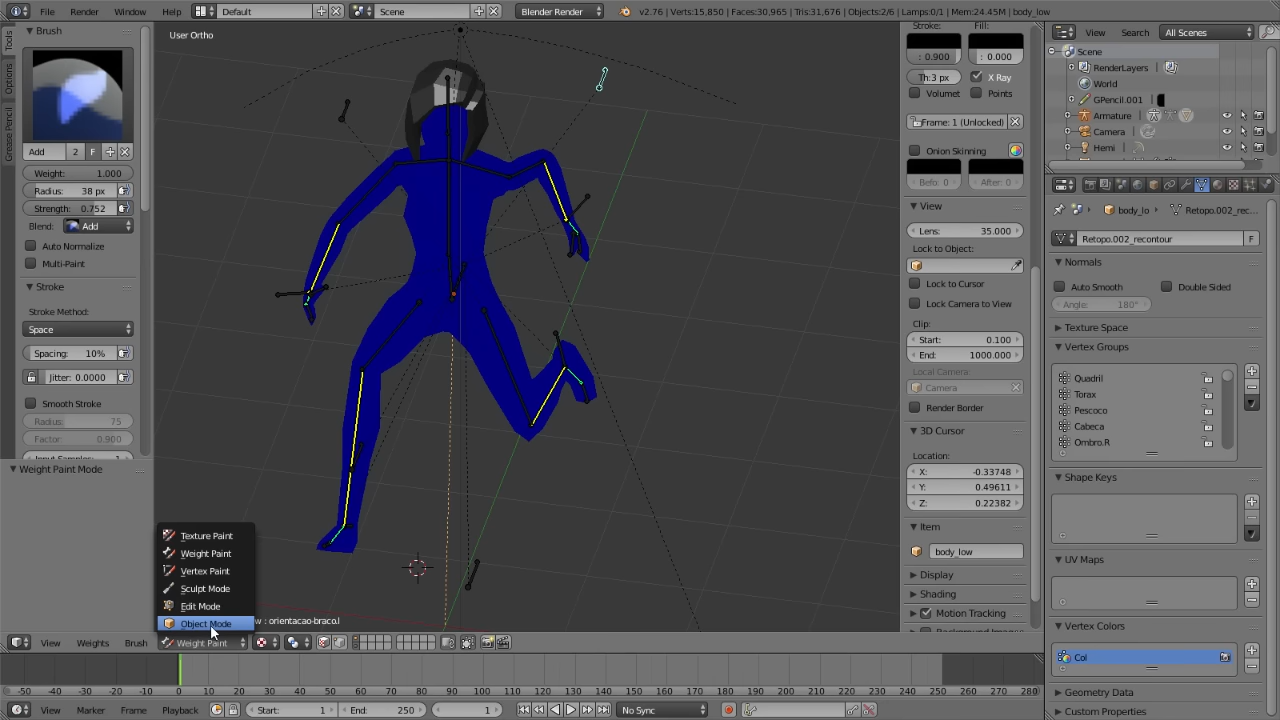 File Render Window Help Default Scene Blender Render v2.76 | Verts:15,850 | Faces:30,965 | Tris:31,676 | Objects:2/6 | Lamps:0/1 | Mem:24.45M | body_low
Tools
Options
Grease Pencil
Brush
Add 2 F
Weight: 1.000
Radius: 38 px
Strength: 0.752
Blend: Add
Auto Normalize
Multi-Paint
Stroke
Stroke Method:
Space
Spacing: 10%
Jitter: 0.0000
Smooth Stroke
Radius: 75
Factor: 0.900
Weight Paint Mode
User Ortho
Texture Paint
Weight Paint
Vertex Paint
Sculpt Mode
Edit Mode
Object Mode
: orientacao-braco.l
View Weights Brush Weight Paint
Stroke: Fill:
: 0.900 : 0.000
Th:3 px X Ray
Volumet Points
Frame: 1 (Unlocked)
Onion Skinning
Befo: 0 After: 0
View
Lens: 35.000
Lock to Object:
Lock to Cursor
Lock Camera to View
Clip:
Start: 0.100
End: 1000.000
Local Camera:
Camera
Render Border
3D Cursor
Location:
X: -0.33748
Y: 0.49611
Z: 0.22382
Item
body_low
Display
Shading
Motion Tracking
View Search All Scenes
Scene
RenderLayers
World
GPencil.001
Armature
Camera
Hemi
body_lo Retopo.002_rec...
Retopo.002_recontour F
Normals
Auto Smooth Double Sided
Angle: 180°
Texture Space
Vertex Groups
Quadril
Torax
Pescoco
Cabeca
Ombro.R
Shape Keys
UV Maps
Vertex Colors
Col
Geometry Data
Custom Properties
-50 -40 -30 -20 -10 0 10 20 30 40 50 60 70 80 90 100 110 120 130 140 150 160 170 180 190 200 210 220 230 240 250 260 270 280
View Marker Frame Playback Start: 1 End: 250 1 No Sync